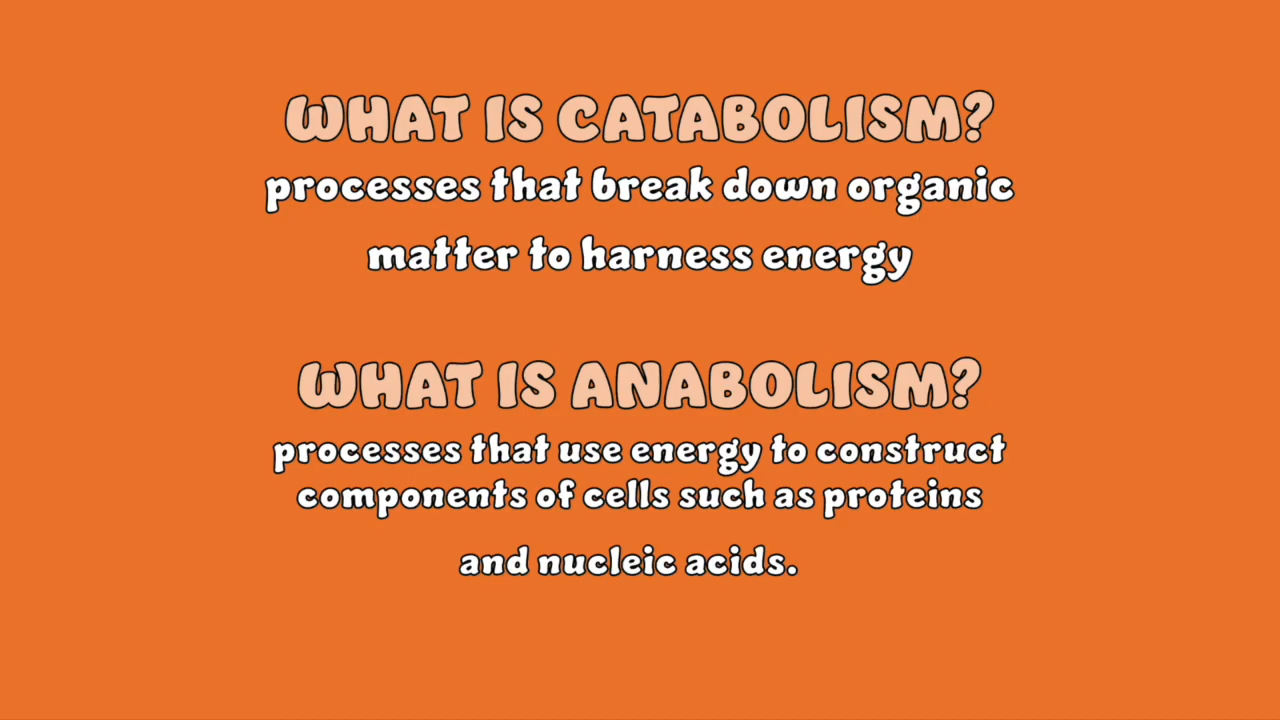 WHAT IS CATABOLISM?
processes that break down organic
matter to harness energy
WHAT IS ANABOLISM?
processes that use energy to construct
components of cells such as proteins
and nucleic acids.